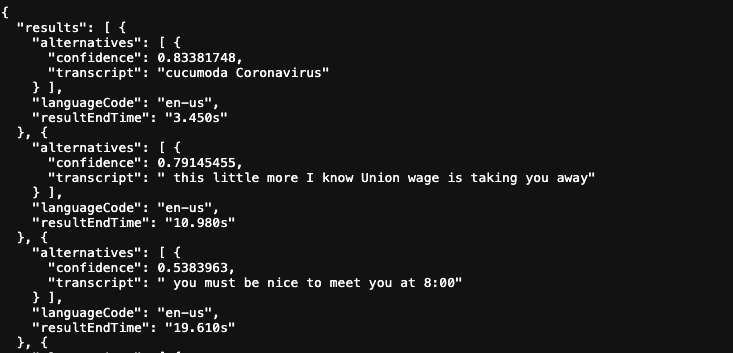 {
"results": [ {
"alternatives": [ {
"confidence": 0.83381748,
"transcript": "cucumoda Coronavirus"
} ],
"languageCode": "en-us",
"resultEndTime": "3.450s"
}, {
"alternatives": [ {
"confidence": 0.79145455,
"transcript": " this little more I know Union wage is taking you away"
} ],
"languageCode": "en-us",
"resultEndTime": "10.980s"
}, {
"alternatives": [ {
"confidence": 0.5383963,
"transcript": " you must be nice to meet you at 8:00"
} ],
"languageCode": "en-us",
"resultEndTime": "19.610s"
}, {